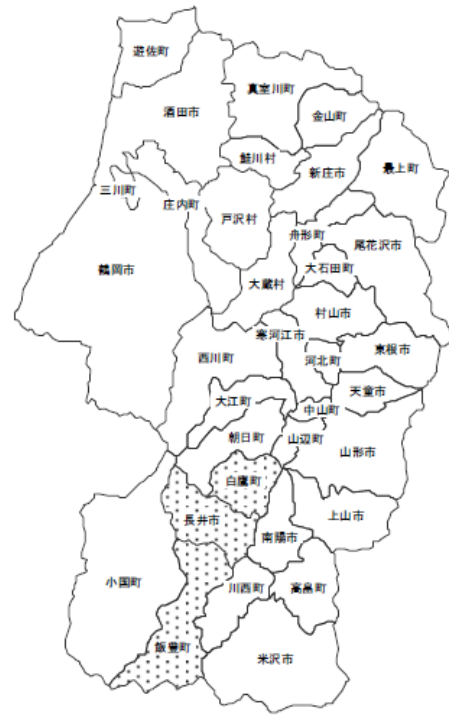 遊佐町
酒田市
真室川町
金山町
鮭川村
新庄市
最上町
三川町
庄内町
戸沢村
舟形町
尾花沢市
鶴岡市
大蔵村
大石田町
村山市
寒河江市
西川町
河北町
東根市
天童市
大江町
中山町
朝日町
山辺町
山形市
白鷹町
長井市
上山市
南陽市
小国町
川西町
高畠町
飯豊町
米沢市